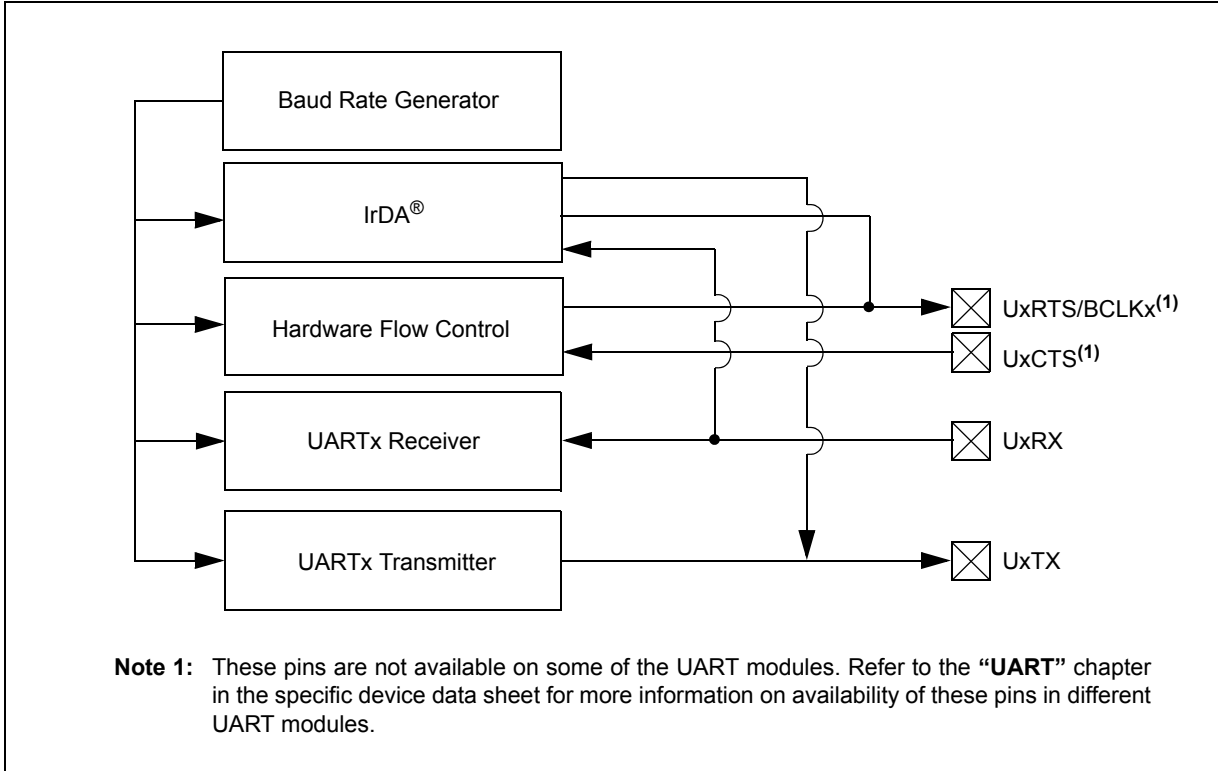 Baud Rate Generator
IrDA®
Hardware Flow Control
UxRTS/BCLKx(1)
UxCTS(1)
UARTx Receiver
UxRX
UARTx Transmitter
UxTX
Note 1: These pins are not available on some of the UART modules. Refer to the “UART” chapter
in the specific device data sheet for more information on availability of these pins in different
UART modules.